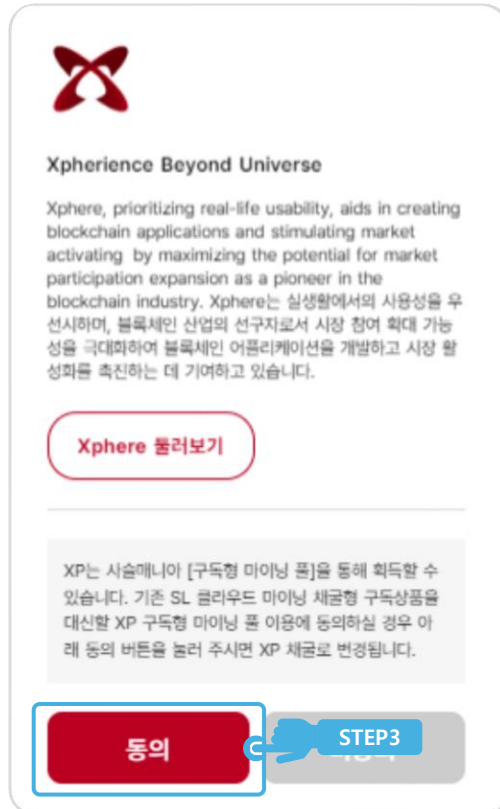 Xpherience Beyond Universe
Xphere, prioritizing real-life usability, aids in creating
blockchain applications and stimulating market
activating by maximizing the potential for market
participation expansion as a pioneer in the
blockchain industry. Xphere는 실생활에서의 사용성을 우
선시하며, 블록체인 산업의 선구자로서 시장 참여 확대 가능
성을 극대화하여 블록체인 어플리케이션을 개발하고 시장 활
성화를 촉진하는 데 기여하고 있습니다.
Xphere 둘러보기
XP는 사슬매니아 [구독형 마이닝 풀]을 통해 획득할 수
있습니다. 기존 SL 클라우드 마이닝 채굴형 구독상품을
대신할 XP 구독형 마이닝 풀 이용에 동의하실 경우 아
래 동의 버튼을 눌러 주시면 XP 채굴로 변경됩니다.
동의
STEP3